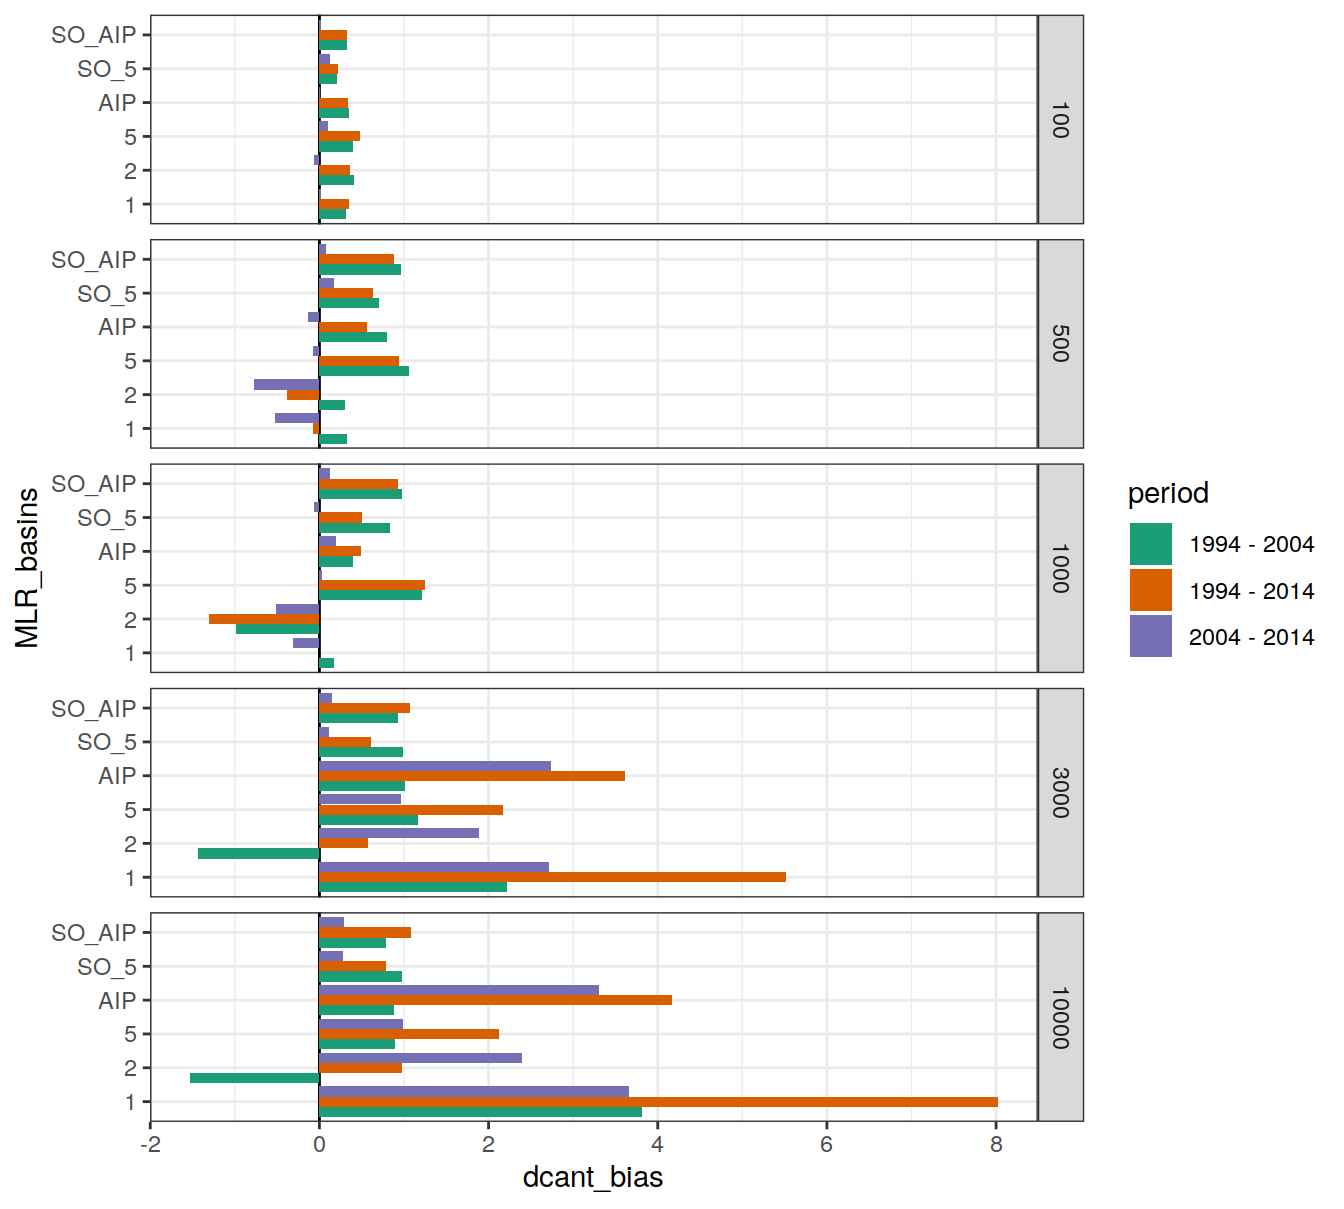 SO_AIP
SO_5
AIP
5
2
1
100
SO_AIP
SO_5
AIP
5
2
1
500
SO_AIP
SO_5
AIP
5
2
1
1000
SO_AIP
SO_5
AIP
5
2
1
3000
SO_AIP
SO_5
AIP
5
2
1
10000
-2 0 2 4 6 8
dcant_bias
MLR_basins
period
1994 - 2004
1994 - 2014
2004 - 2014